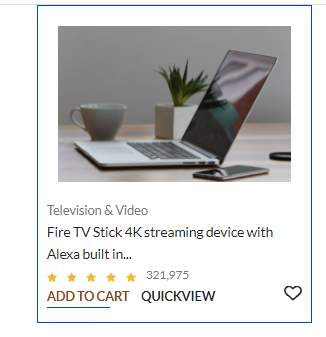 Television & Video
Fire TV Stick 4K streaming device with
Alexa built in...
321,975
ADD TO CART QUICKVIEW